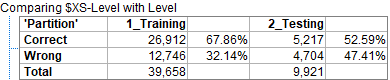 Comparing $XS-Level with Level
'Partition' 1_Training 2_Testing
Correct 26,912 67.86% 5,217 52.59%
Wrong 12,746 32.14% 4,704 47.41%
Total 39,658 9,921